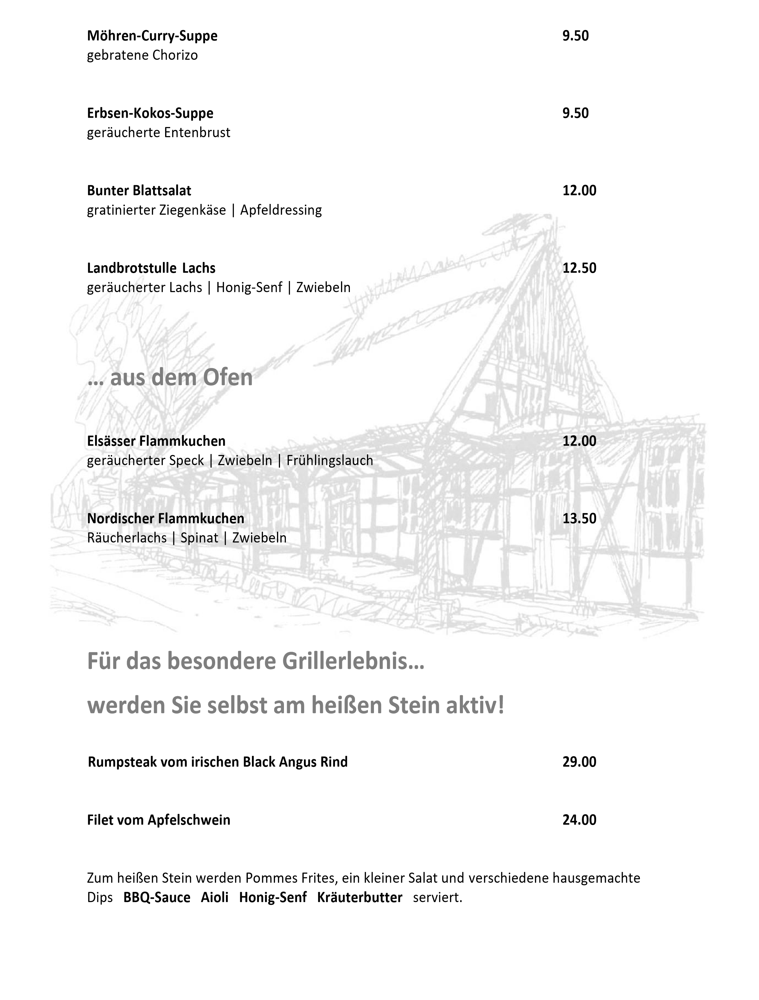 Möhren-Curry-Suppe 9.50
gebratene Chorizo
Erbsen-Kokos-Suppe 9.50
geräucherte Entenbrust
Bunter Blattsalat 12.00
gratinierter Ziegenkäse | Apfeldressing
Landbrotstulle Lachs 12.50
geräucherter Lachs | Honig-Senf | Zwiebeln
... aus dem Ofen
Elsässer Flammkuchen 12.00
geräucherter Speck | Zwiebeln | Frühlingslauch
Nordischer Flammkuchen 13.50
Räucherlachs | Spinat | Zwiebeln
Für das besondere Grillerlebnis...
werden Sie selbst am heißen Stein aktiv!
Rumpsteak vom irischen Black Angus Rind 29.00
Filet vom Apfelschwein 24.00
Zum heißen Stein werden Pommes Frites, ein kleiner Salat und verschiedene hausgemachte
Dips BBQ-Sauce Aioli Honig-Senf Kräuterbutter serviert.